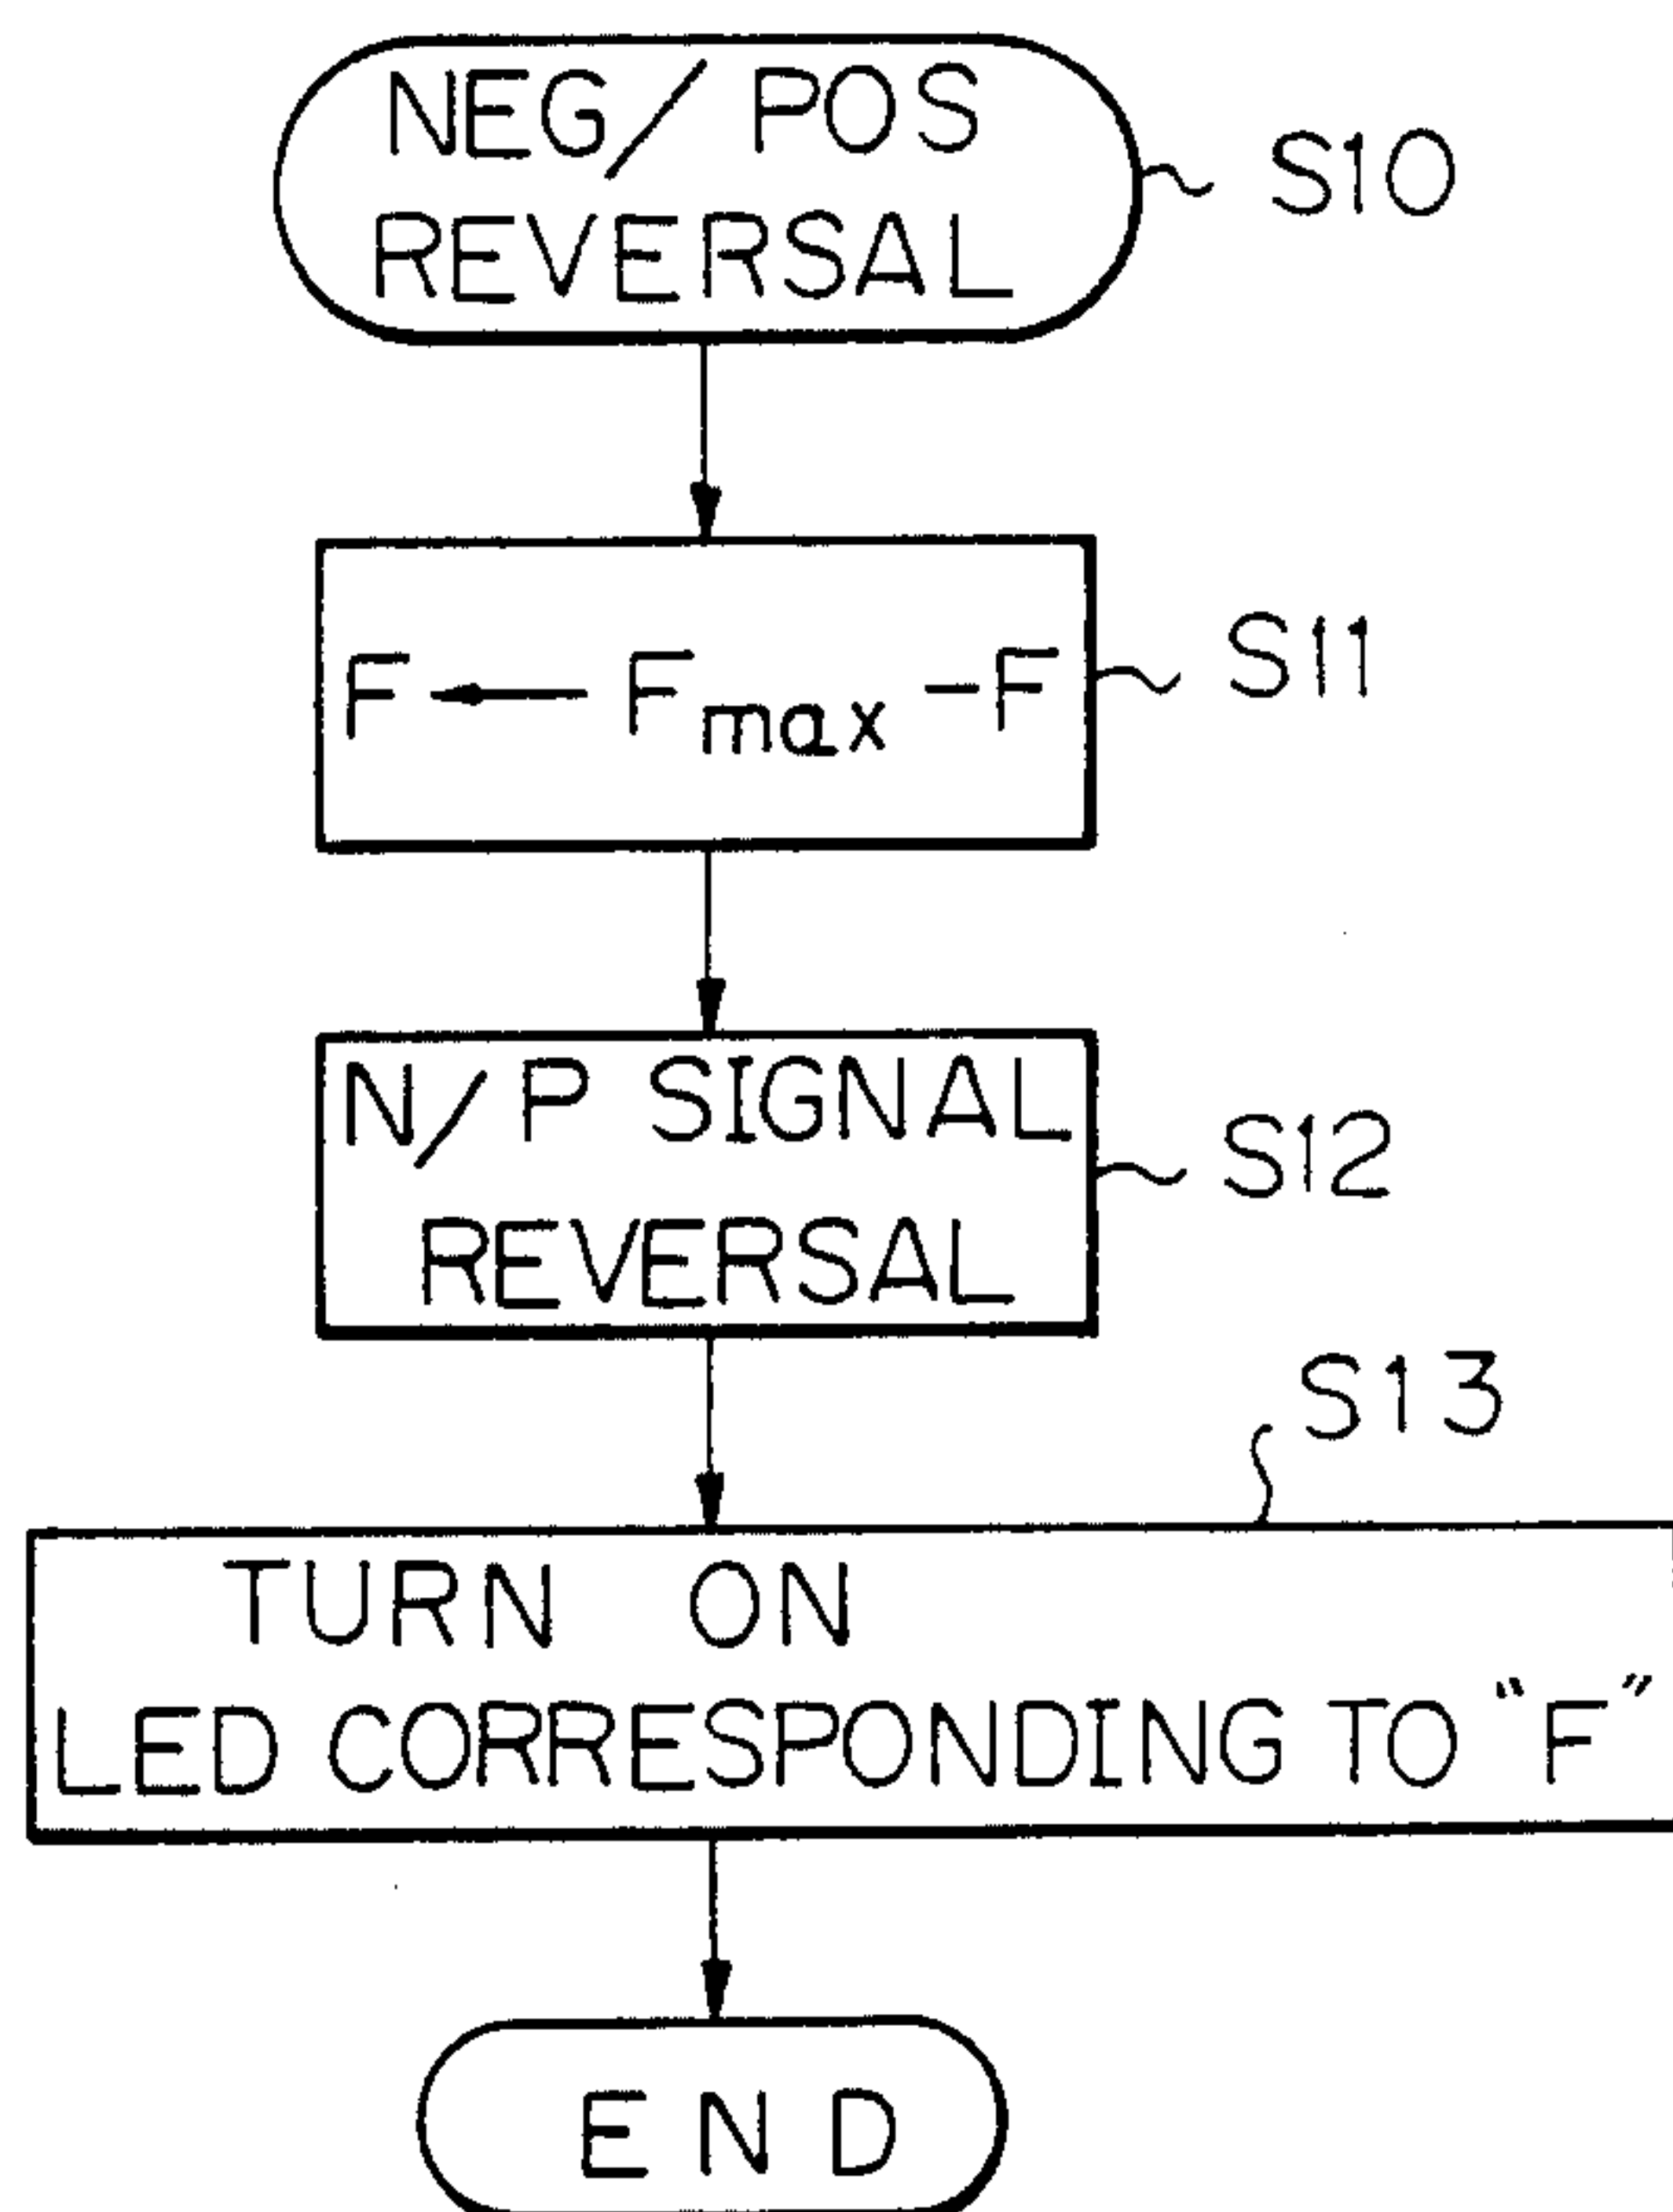 NEG/POS
REVERSAL
S10
F ← Fmax -F
S11
N/P SIGNAL
REVERSAL
S12
S13
TURN ON
LED CORRESPONDING TO "F"
END